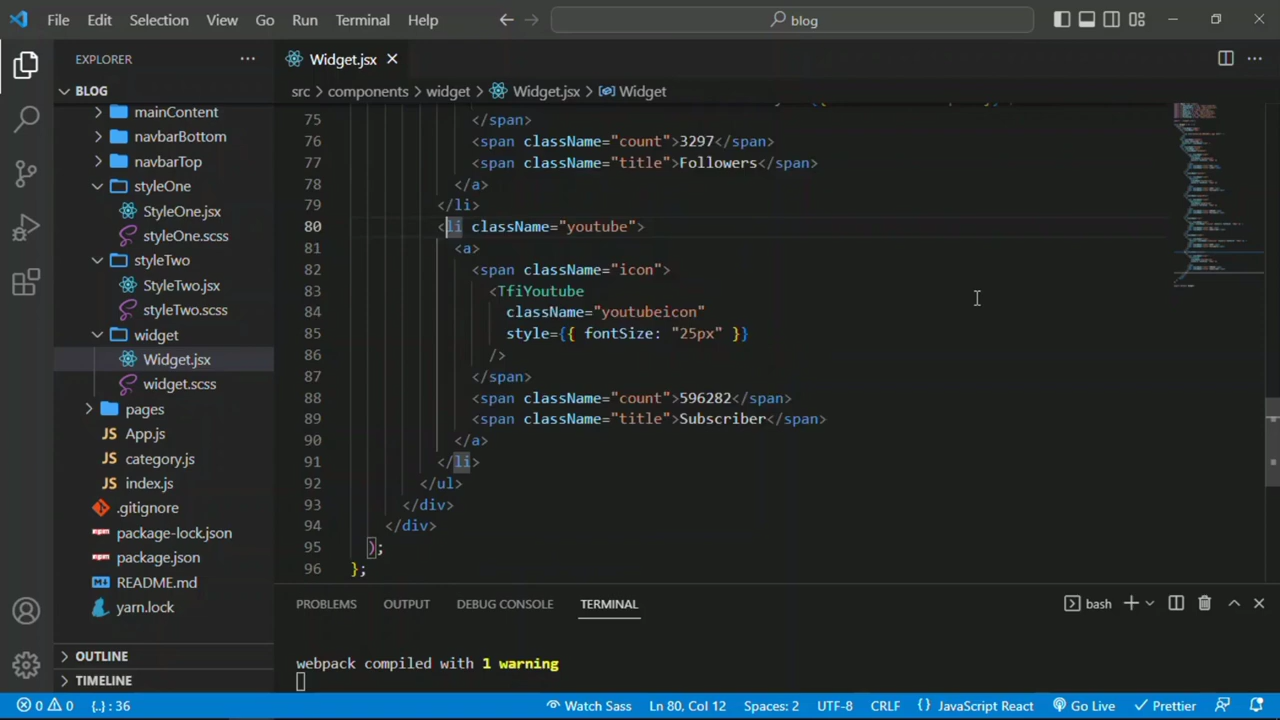 File Edit Selection View Go Run Terminal Help
blog
EXPLORER
Widget.jsx
BLOG
src > components > widget > Widget.jsx > Widget
mainContent
navbarBottom
navbarTop
styleOne
StyleOne.jsx
styleOne.scss
styleTwo
StyleTwo.jsx
styleTwo.scss
widget
Widget.jsx
widget.scss
pages
App.js
category.js
index.js
.gitignore
package-lock.json
package.json
README.md
yarn.lock
OUTLINE
TIMELINE
75 </span>
76 <span className="count">3297</span>
77 <span className="title">Followers</span>
78 </a>
79 </li>
80 <li className="youtube">
81 <a>
82 <span className="icon">
83 <TfiYoutube
84 className="youtubeicon"
85 style={{ fontSize: "25px" }}
86 />
87 </span>
88 <span className="count">596282</span>
89 <span className="title">Subscriber</span>
90 </a>
91 </li>
92 </ul>
93 </div>
94 </div>
95 );
96 };
PROBLEMS OUTPUT DEBUG CONSOLE TERMINAL
bash
webpack compiled with 1 warning
0 0 {..} : 36
Watch Sass Ln 80, Col 12 Spaces: 2 UTF-8 CRLF {} JavaScript React Go Live Prettier